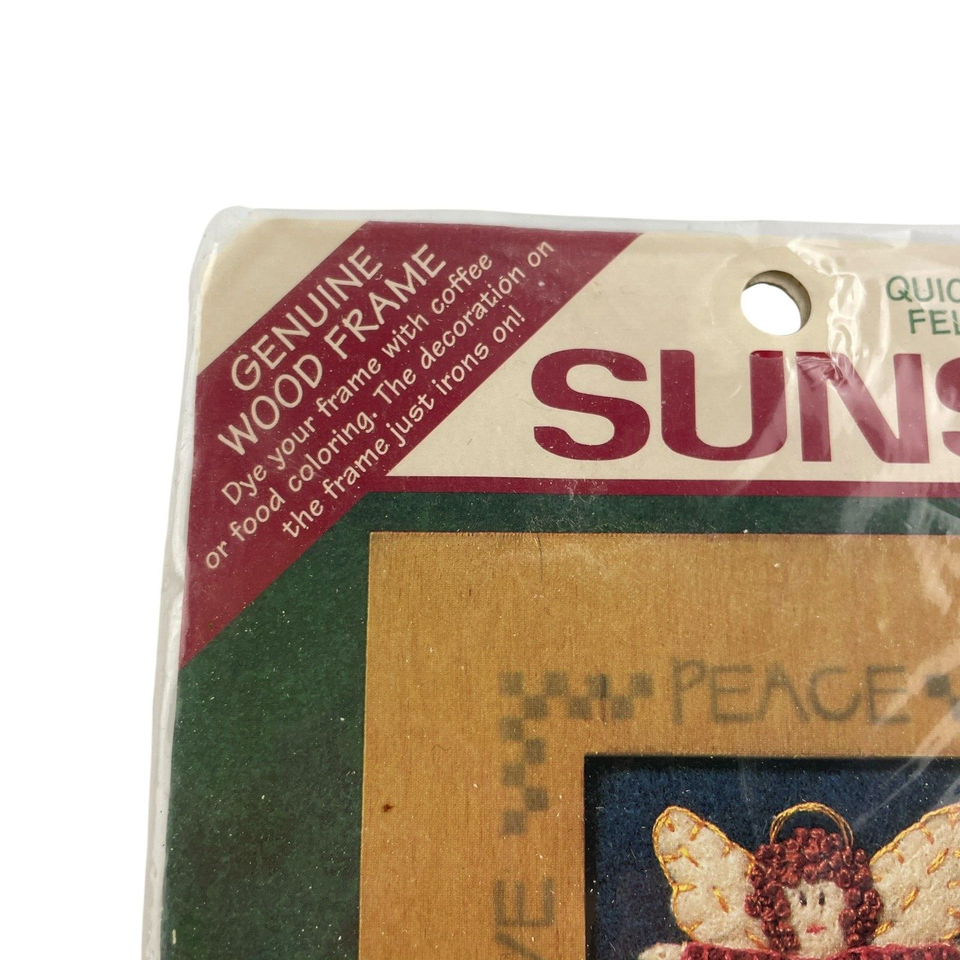 GENUINE
WOOD FRAME
Dye your frame with coffee
or food coloring. The decoration on
the frame just irons on!
QUIC
FEL
SUNS
PEACE
VE